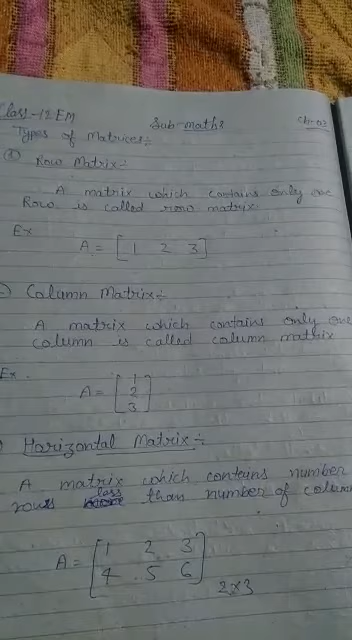 Class-12 EM
Sub-maths
Ch-03
Types of Matrices:-
① Row Matrix:-
A matrix which contains only one
Row is called row matrix.
Ex
A = [ 1 2 3 ]
Column Matrix:-
A matrix which contains only one
column is called column matrix
Ex.
A = [ 1
2
3 ]
Horizontal Matrix:-
A matrix which contains number
rows less than number of colum
A = [ 1 2 3
4 5 6 ] 2×3